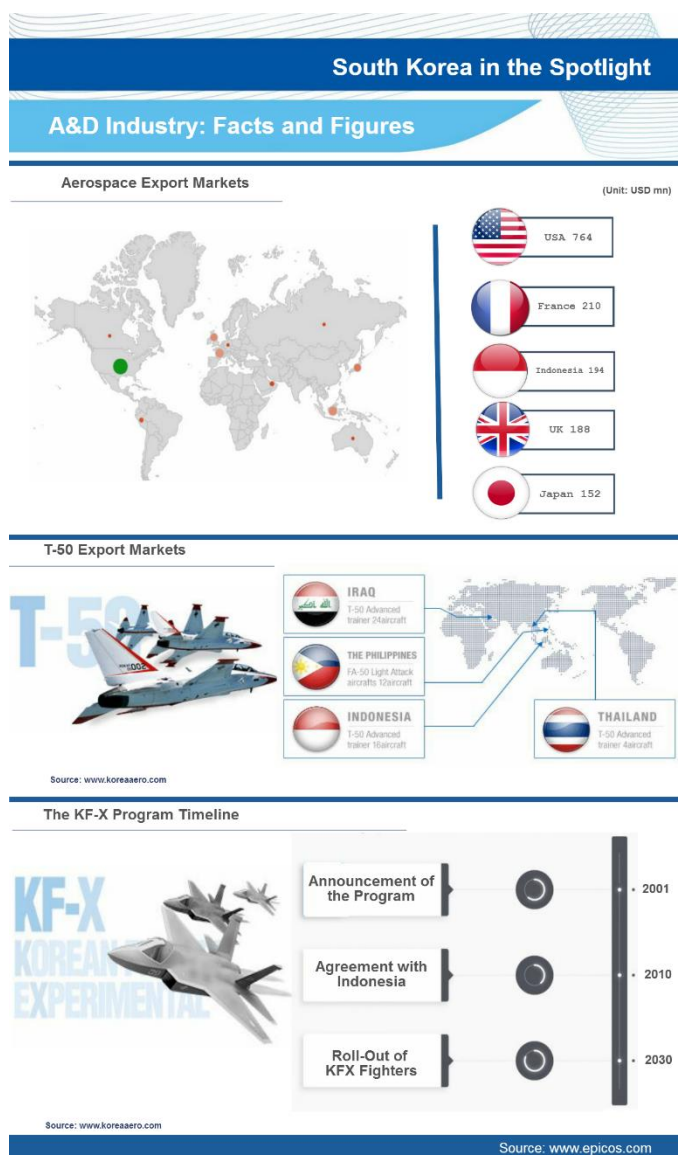 South Korea in the Spotlight
A&D Industry: Facts and Figures
Aerospace Export Markets
(Unit: USD mn)
USA 764
France 210
Indonesia 194
UK 188
Japan 152
T-50 Export Markets
T-50
IRAQ
T-50 Advanced
trainer 24aircraft
THE PHILIPPINES
FA-50 Light Attack
aircrafts 12aircraft
INDONESIA
T-50 Advanced
trainer 16aircraft
THAILAND
T-50 Advanced
trainer 4aircraft
Source: www.koreaaero.com
The KF-X Program Timeline
KF-X
KOREAN
EXPERIMENTAL
Announcement of
the Program
2001
Agreement with
Indonesia
2010
Roll-Out of
KFX Fighters
2030
Source: www.koreaaero.com
Source: www.epicos.com